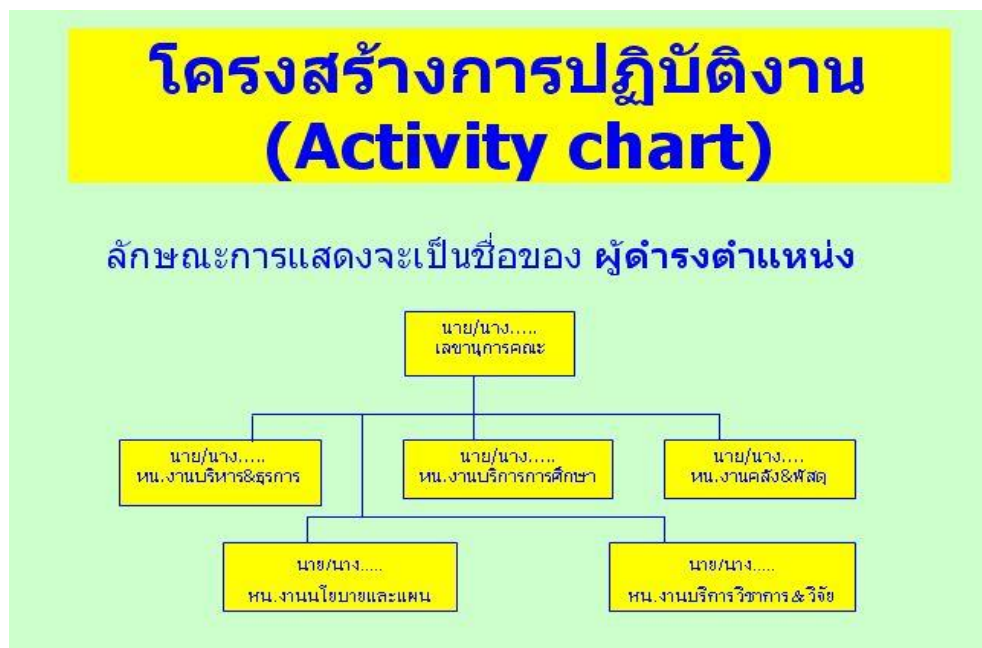 โครงสร้างการปฏิบัติงาน
(Activity chart)
ลักษณะการแสดงจะเป็นชื่อของ ผู้ดำรงตำแหน่ง
นาย/นาง.....
เลขานุการคณะ
นาย/นาง.....
หน.งานบริหาร&ธุรการ
นาย/นาง.....
หน.งานบริการการศึกษา
นาย/นาง....
หน.งานคลัง&พัสดุ
นาย/นาง.....
หน.งานนโยบายและแผน
นาย/นาง.....
หน.งานบริการวิชาการ&วิจัย